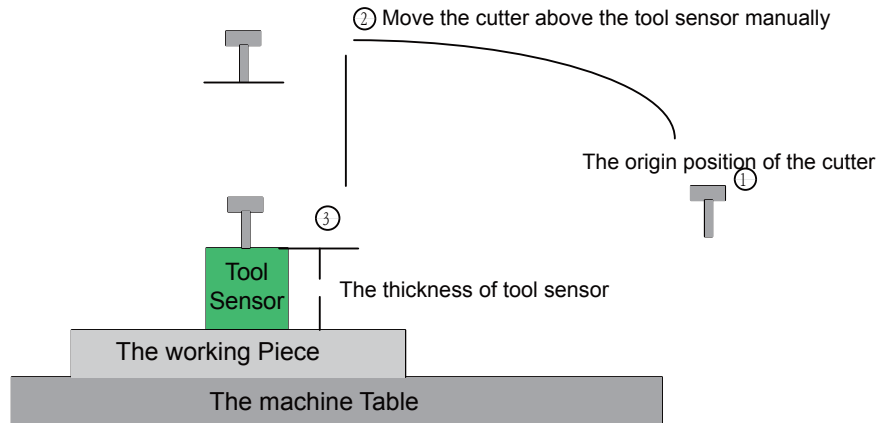 ② Move the cutter above the tool sensor manually
The origin position of the cutter
①
③
Tool
Sensor
The thickness of tool sensor
The working Piece
The machine Table